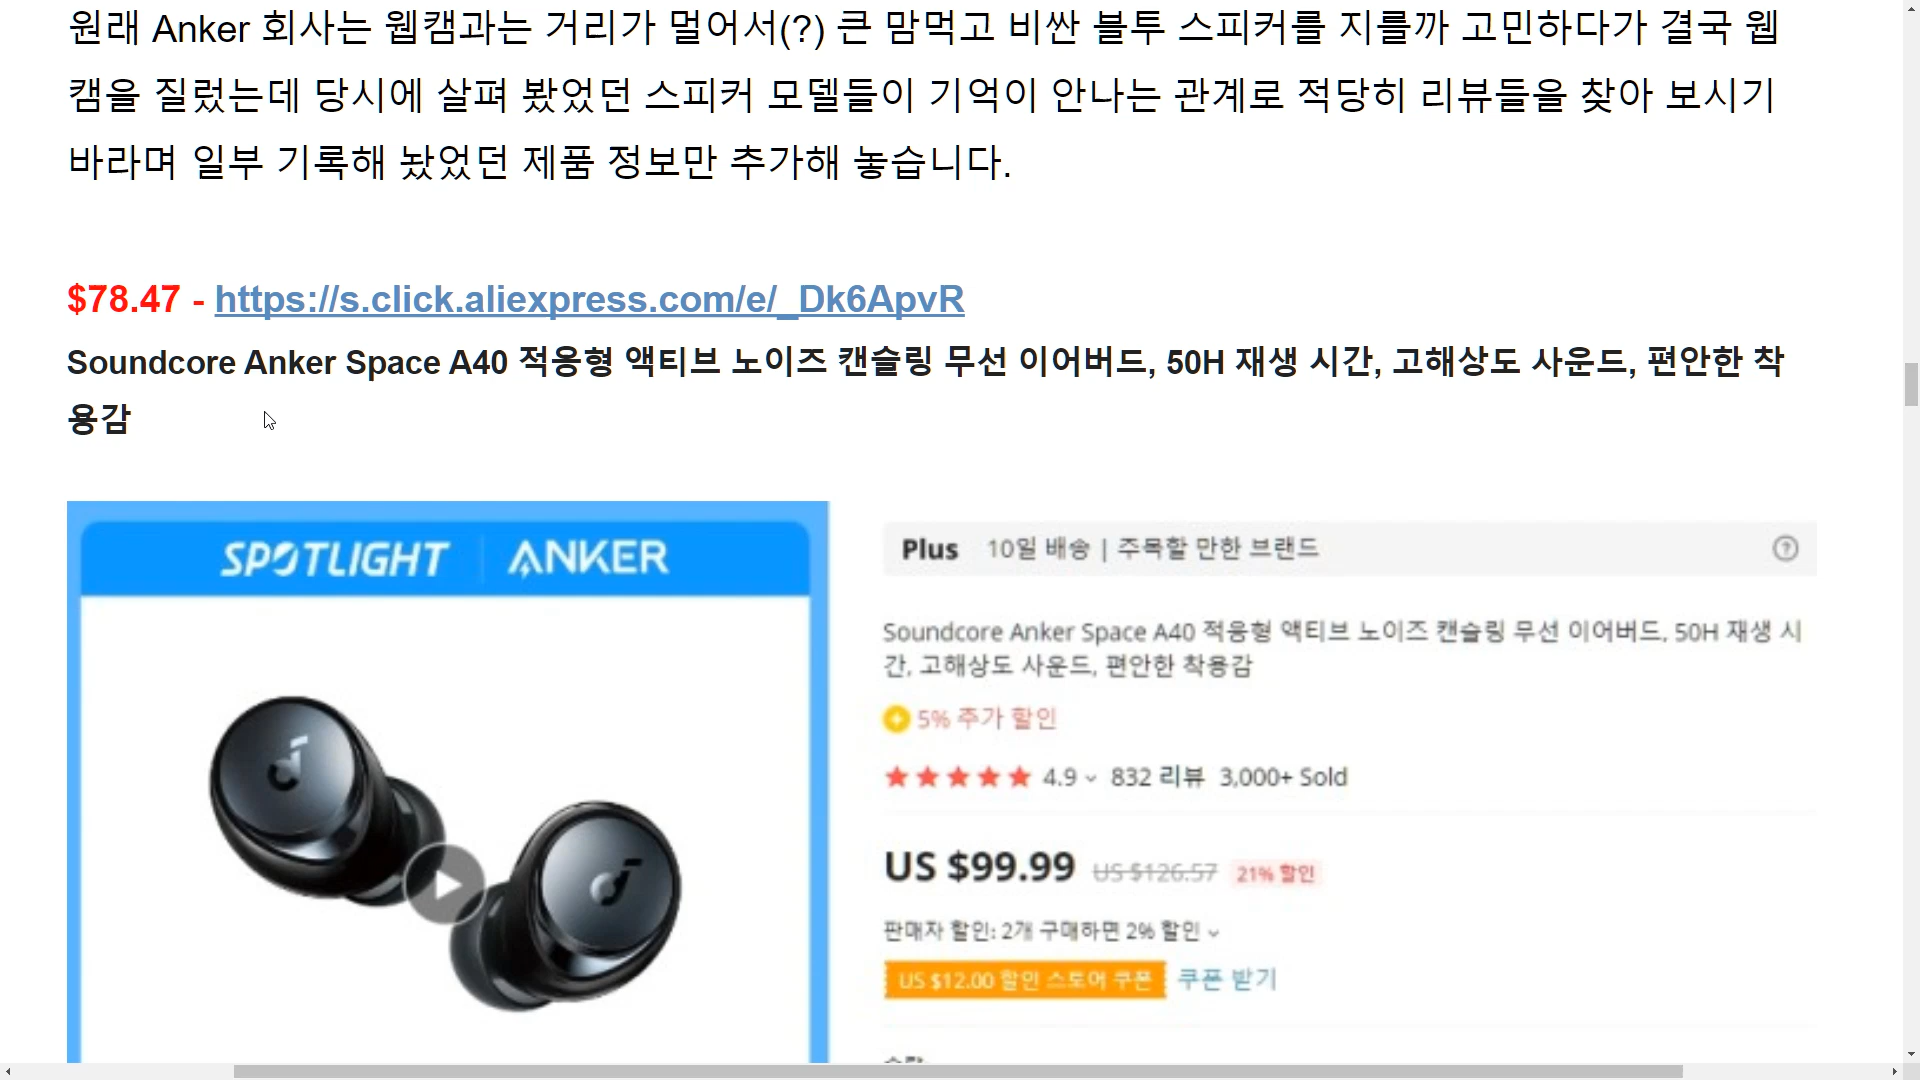 원래 Anker 회사는 웹캠과는 거리가 멀어서(?) 큰 맘먹고 비싼 블투 스피커를 지를까 고민하다가 결국 웹
캠을 질렀는데 당시에 살펴 봤었던 스피커 모델들이 기억이 안나는 관계로 적당히 리뷰들을 찾아 보시기
바라며 일부 기록해 놨었던 제품 정보만 추가해 놓습니다.
$78.47 - https://s.click.aliexpress.com/e/_Dk6ApvR
Soundcore Anker Space A40 적응형 액티브 노이즈 캔슬링 무선 이어버드, 50H 재생 시간, 고해상도 사운드, 편안한 착
용감
SPOTLIGHT | ANKER
Plus 10일 배송 | 주목할 만한 브랜드
Soundcore Anker Space A40 적응형 액티브 노이즈 캔슬링 무선 이어버드, 50H 재생 시
간, 고해상도 사운드, 편안한 착용감
5% 추가 할인
4.9 832 리뷰 3,000+ Sold
US $99.99 US $126.57 21% 할인
판매자 할인: 2개 구매하면 2% 할인
US $12.00 할인 스토어 쿠폰 쿠폰 받기